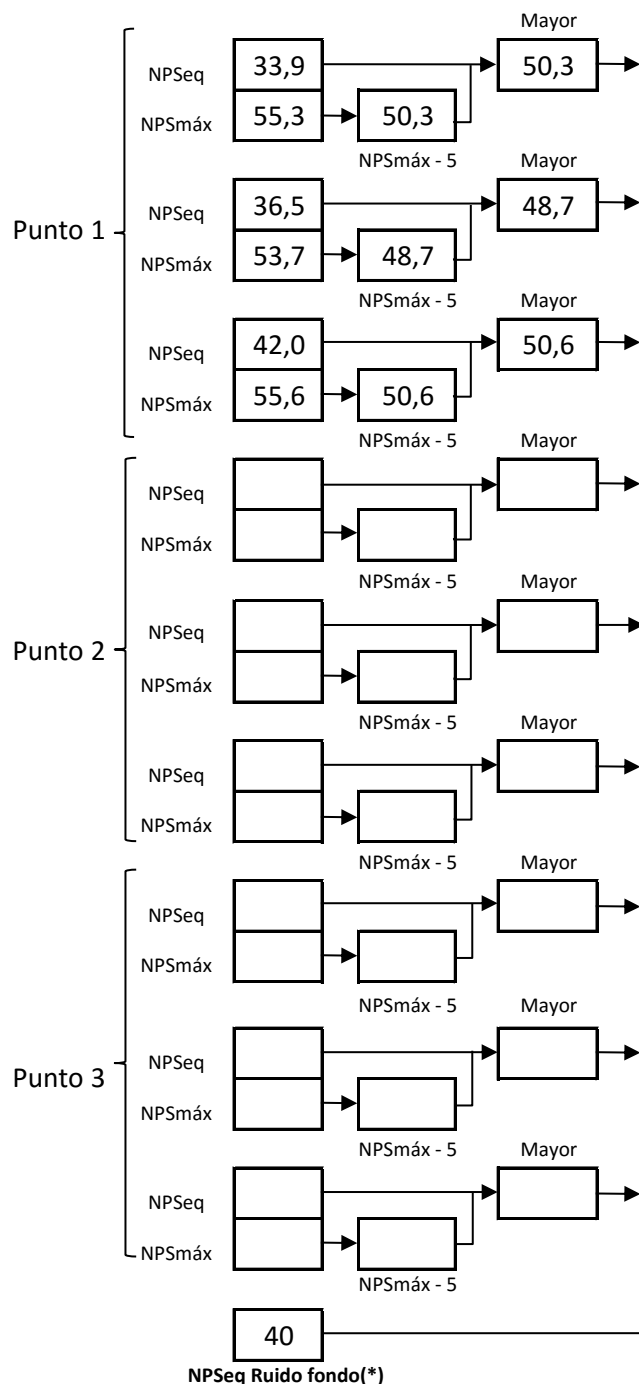 Mayor
NPSeq 33,9 50,3
NPSmáx 55,3 50,3
NPSmáx - 5
Mayor
Punto 1
NPSeq 36,5 48,7
NPSmáx 53,7 48,7
NPSmáx - 5
Mayor
NPSeq 42,0 50,6
NPSmáx 55,6 50,6
NPSmáx - 5
Mayor
NPSeq
NPSmáx
NPSmáx - 5
Mayor
Punto 2
NPSeq
NPSmáx
NPSmáx - 5
Mayor
NPSeq
NPSmáx
NPSmáx - 5
Mayor
NPSeq
NPSmáx
NPSmáx - 5
Mayor
Punto 3
NPSeq
NPSmáx
NPSmáx - 5
Mayor
NPSeq
NPSmáx
NPSmáx - 5
40
NPSeq Ruido fondo(*)